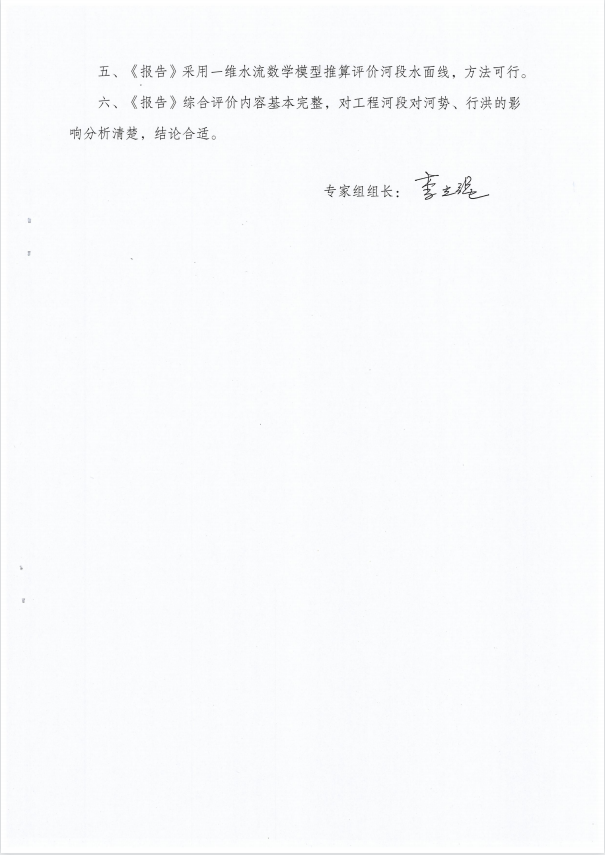 五、《报告》采用一维水流数学模型推算评价河段水面线，方法可行。
六、《报告》综合评价内容基本完整，对工程河段对河势、行洪的影
响分析清楚，结论合适。
专家组组长：李立强